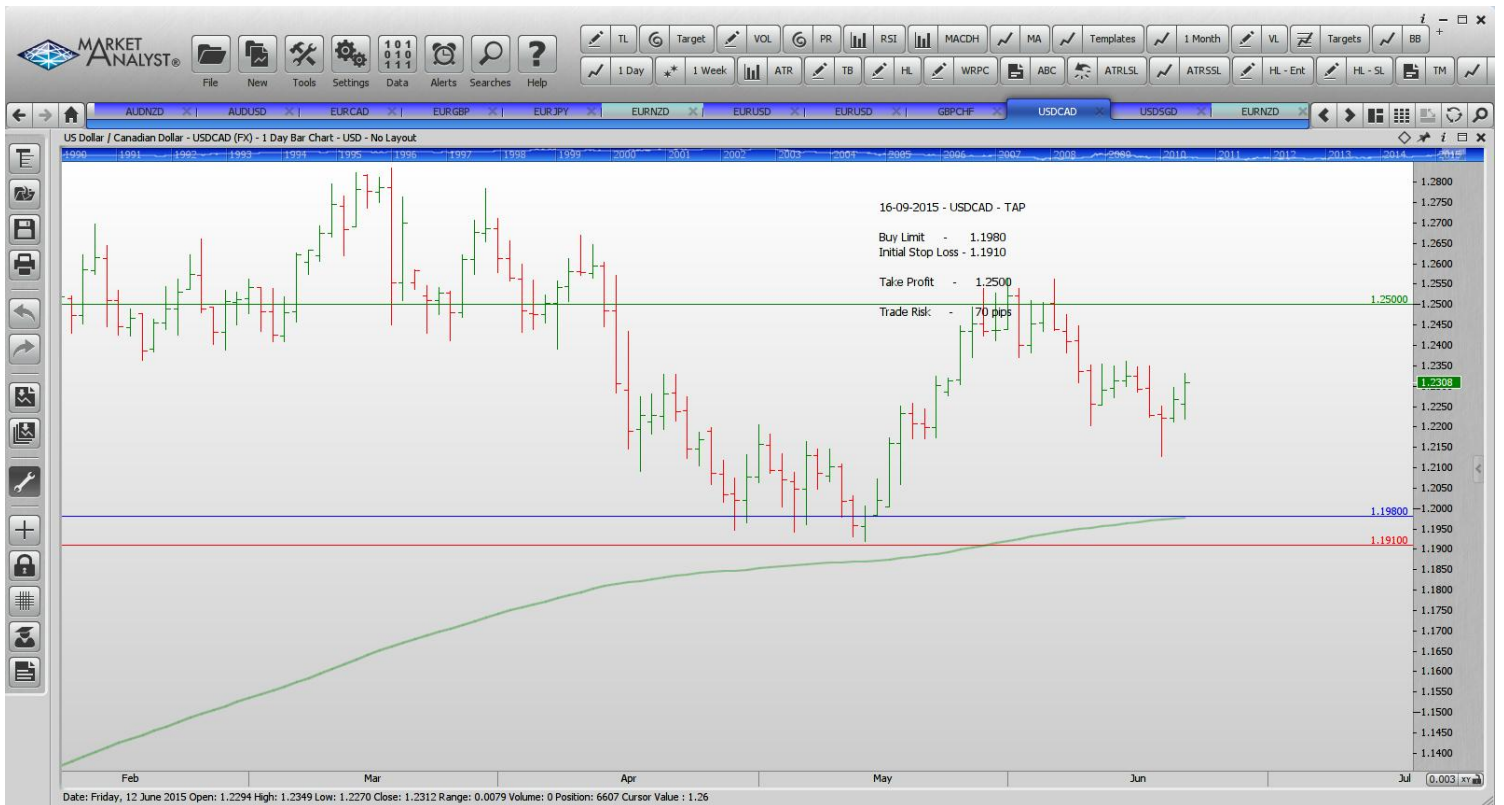 MARKET
ANALYST®
File New Tools Settings Data Alerts Searches Help
101
010
111
TL Target VOL PR RSI MACDH MA Templates 1 Month VL Targets BB
1 Day 1 Week ATR TB HL WRPC ABC ATRLSL ATRSSL HL - Ent HL - SL TM
AUDNZD AUDUSD EURCAD EURGBP EURJPY EURNZD EURUSD EURUSD GBPCHF USDCAD USDSGD EURNZD
US Dollar / Canadian Dollar - USDCAD (FX) - 1 Day Bar Chart - USD - No Layout
1990 1991 1992 1993 1994 1995 1996 1997 1998 1999 2000 2001 2002 2003 2004 2005 2006 2007 2008 2009 2010 2011 2012 2013 2014 2015
16-09-2015 - USDCAD - TAP
Buy Limit - 1.1980
Initial Stop Loss - 1.1910
Take Profit - 1.2500
Trade Risk - 70 pips
1.25000
1.19800
1.19100
1.2800
1.2750
1.2700
1.2650
1.2600
1.2550
1.2500
1.2450
1.2400
1.2350
1.2308
1.2250
1.2200
1.2150
1.2100
1.2050
1.2000
1.1950
1.1900
1.1850
1.1800
1.1750
1.1700
1.1650
1.1600
1.1550
1.1500
1.1450
1.1400
Feb Mar Apr May Jun Jul
0.003 XY
Date: Friday, 12 June 2015 Open: 1.2294 High: 1.2349 Low: 1.2270 Close: 1.2312 Range: 0.0079 Volume: 0 Position: 6607 Cursor Value : 1.26